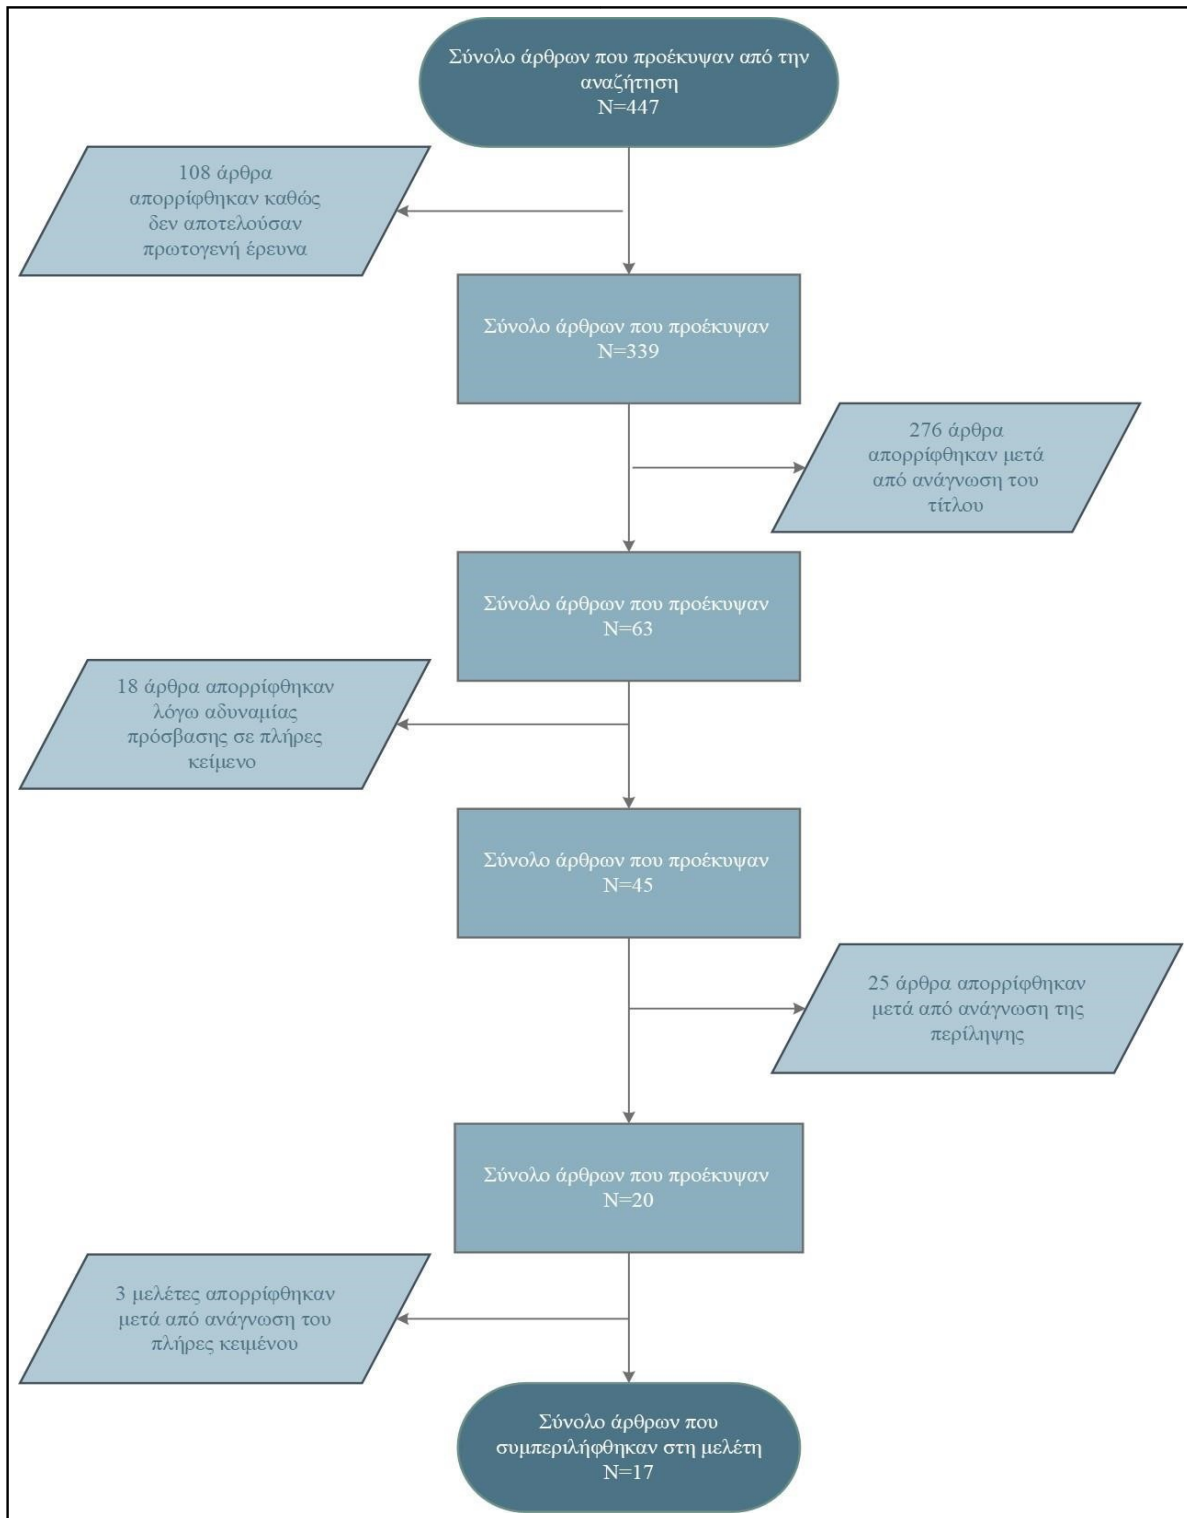 Σύνολο άρθρων που προέκυψαν από την
αναζήτηση
N=447
108 άρθρα
απορρίφθηκαν καθώς
δεν αποτελούσαν
πρωτογενή έρευνα
Σύνολο άρθρων που προέκυψαν
N=339
276 άρθρα
απορρίφθηκαν μετά
από ανάγνωση του
τίτλου
Σύνολο άρθρων που προέκυψαν
N=63
18 άρθρα απορρίφθηκαν
λόγω αδυναμίας
πρόσβασης σε πλήρες
κείμενο
Σύνολο άρθρων που προέκυψαν
N=45
25 άρθρα απορρίφθηκαν
μετά από ανάγνωση της
περίληψης
Σύνολο άρθρων που προέκυψαν
N=20
3 μελέτες απορρίφθηκαν
μετά από ανάγνωση του
πλήρες κειμένου
Σύνολο άρθρων που
συμπεριλήφθηκαν στη μελέτη
N=17